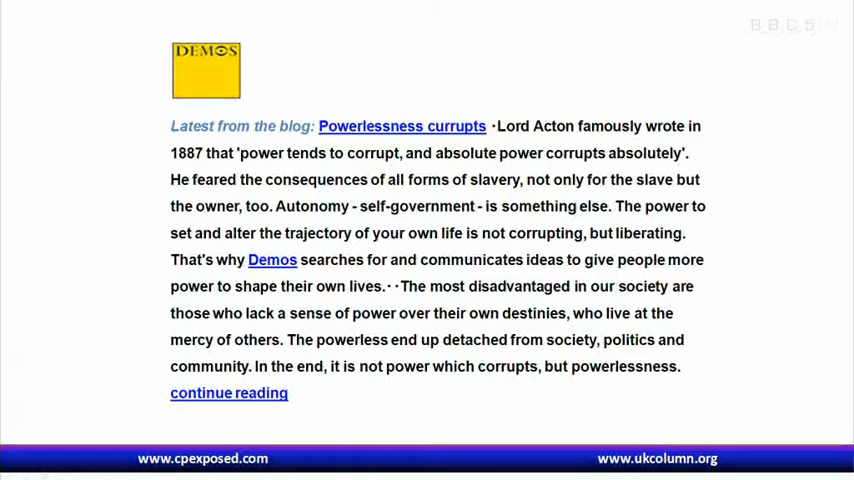 BBC5
DEMOS
Latest from the blog: Powerlessness currupts ·Lord Acton famously wrote in
1887 that 'power tends to corrupt, and absolute power corrupts absolutely'.
He feared the consequences of all forms of slavery, not only for the slave but
the owner, too. Autonomy - self-government - is something else. The power to
set and alter the trajectory of your own life is not corrupting, but liberating.
That's why Demos searches for and communicates ideas to give people more
power to shape their own lives.· ·The most disadvantaged in our society are
those who lack a sense of power over their own destinies, who live at the
mercy of others. The powerless end up detached from society, politics and
community. In the end, it is not power which corrupts, but powerlessness.
continue reading
www.cpexposed.com
www.ukcolumn.org